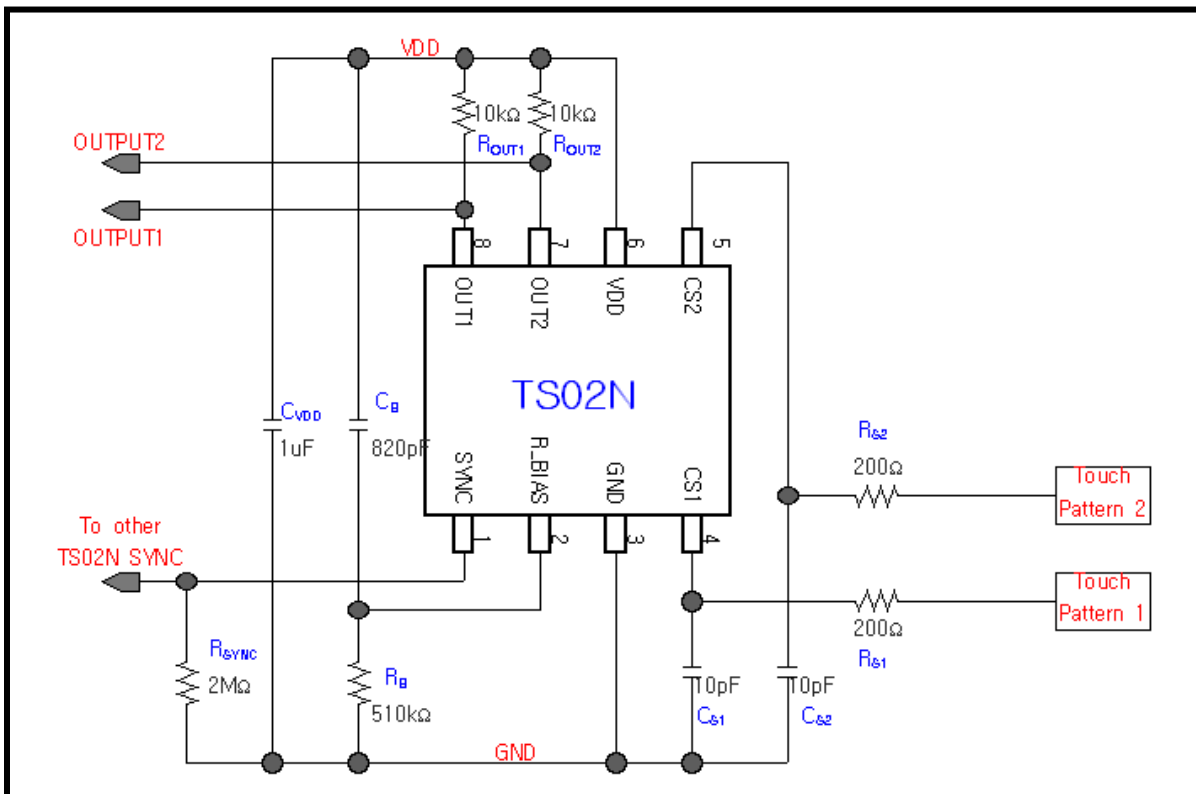 VDD
10kΩ
10kΩ
OUTPUT2
ROUT1
ROUT2
OUTPUT1
8
7
6
5
OUT1
OUT2
VDD
CS2
TS02N
CVDD
1uF
CB
820pF
SYNC
R_BIAS
GND
CS1
RS2
200Ω
Touch
Pattern 2
To other
TS02N SYNC
1
2
3
4
Touch
Pattern 1
200Ω
RS1
RSYNC
2MΩ
RB
510kΩ
10pF
10pF
CS1
CS2
GND